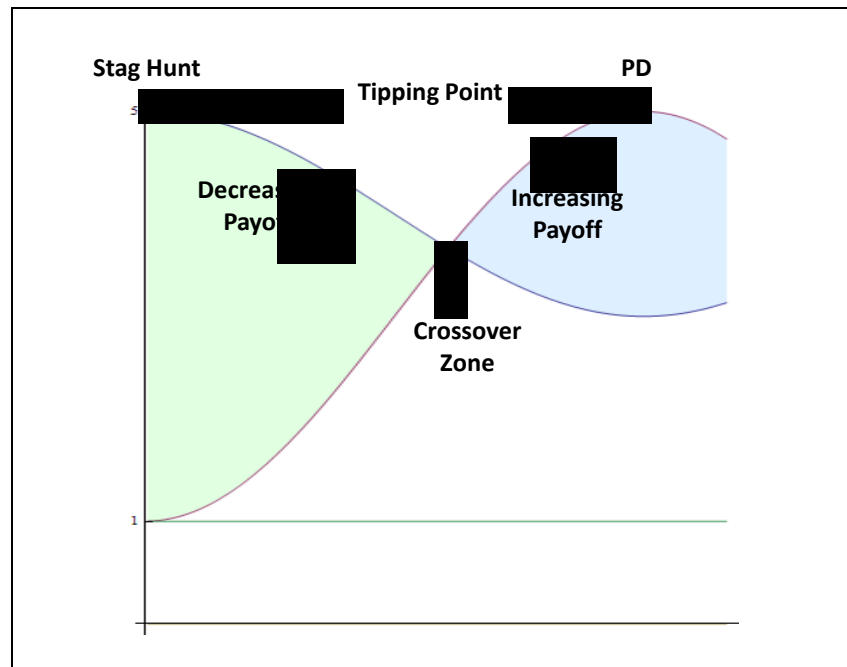 Stag Hunt
PD
Tipping Point
5
Increasing
Payoff
Crossover
Zone
1